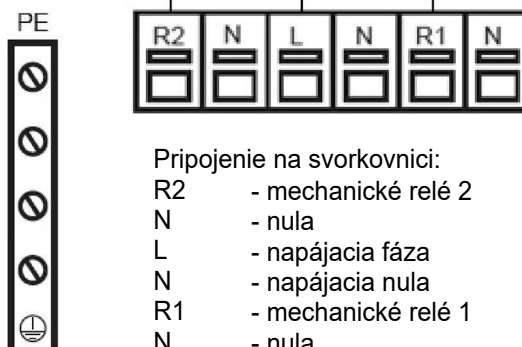 PE
R2 N L N R1 N
Pripojenie na svorkovnici:
R2 - mechanické relé 2
N - nula
L - napájacia fáza
N - napájacia nula
R1 - mechanické relé 1
N - nula